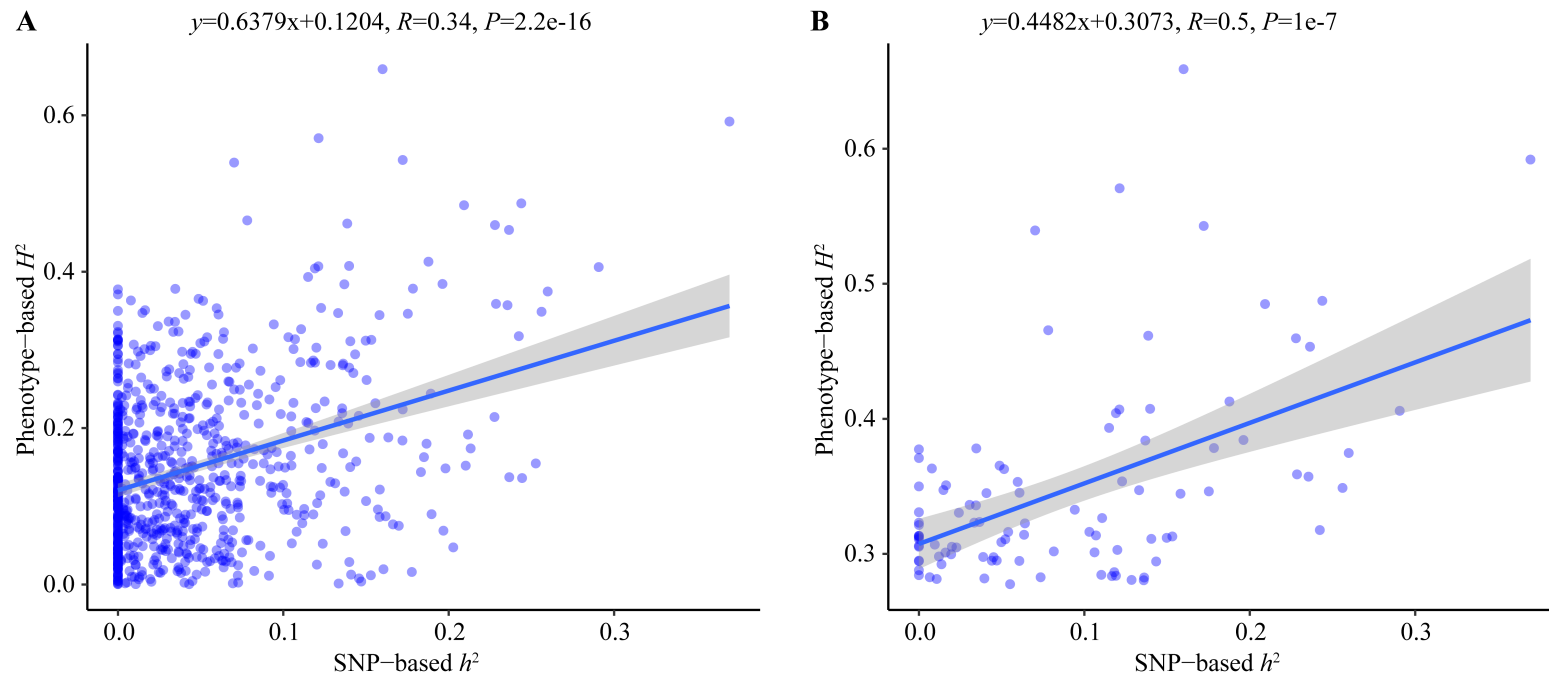 A
y=0.6379x+0.1204, R=0.34, P=2.2e-16
Phenotype−based H²
0.6
0.4
0.2
0.0
0.0 0.1 0.2 0.3
SNP−based h²
B
y=0.4482x+0.3073, R=0.5, P=1e-7
Phenotype−based H²
0.6
0.5
0.4
0.3
0.0 0.1 0.2 0.3
SNP−based h²